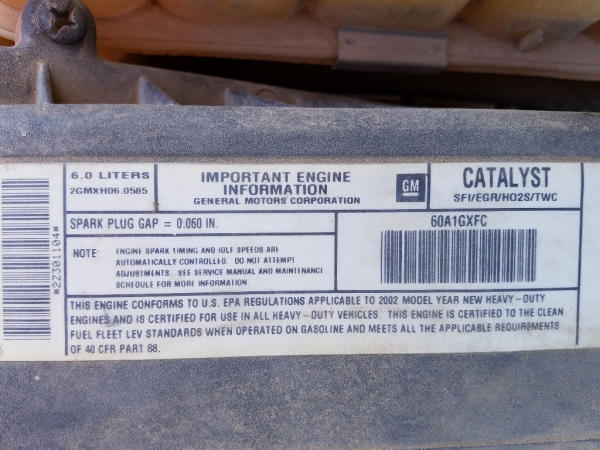 6.0 LITERS
2GMXH06.0585
IMPORTANT ENGINE
INFORMATION
GENERAL MOTORS CORPORATION
GM
CATALYST
SFI/EGR/HO2S/TWC
SPARK PLUG GAP = 0.060 IN.
60A1GXFC
NOTE: ENGINE SPARK TIMING AND IDLE SPEEDS ARE
AUTOMATICALLY CONTROLLED. DO NOT ATTEMPT
ADJUSTMENTS. SEE SERVICE MANUAL AND MAINTENANCE
SCHEDULE FOR MORE INFORMATION.
*22301104*
THIS ENGINE CONFORMS TO U.S. EPA REGULATIONS APPLICABLE TO 2002 MODEL YEAR NEW HEAVY-DUTY
ENGINES AND IS CERTIFIED FOR USE IN ALL HEAVY-DUTY VEHICLES. THIS ENGINE IS CERTIFIED TO THE CLEAN
FUEL FLEET LEV STANDARDS WHEN OPERATED ON GASOLINE AND MEETS ALL THE APPLICABLE REQUIREMENTS
OF 40 CFR PART 88.